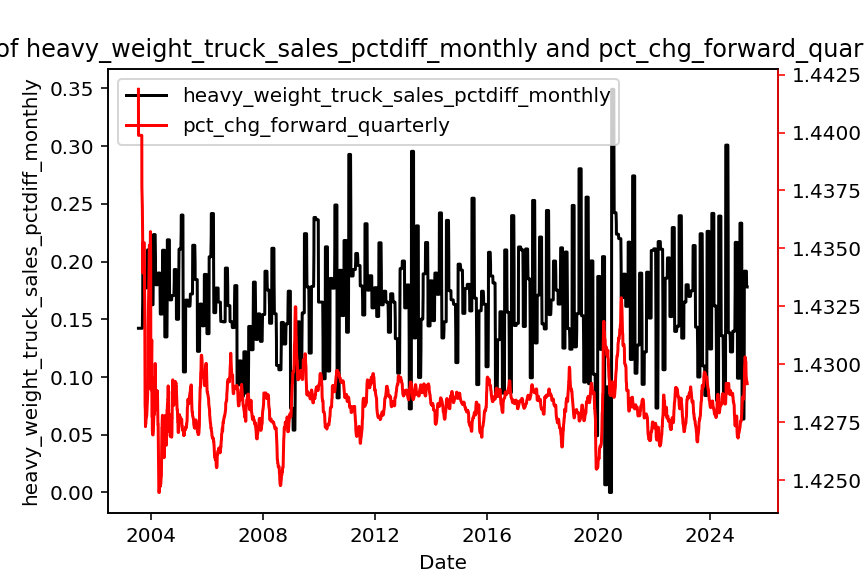 of heavy_weight_truck_sales_pctdiff_monthly and pct_chg_forward_quar
heavy_weight_truck_sales_pctdiff_monthly
pct_chg_forward_quarterly
heavy_weight_truck_sales_pctdiff_monthly
0.35
0.30
0.25
0.20
0.15
0.10
0.05
0.00
1.4425
1.4400
1.4375
1.4350
1.4325
1.4300
1.4275
1.4250
2004 2008 2012 2016 2020 2024
Date